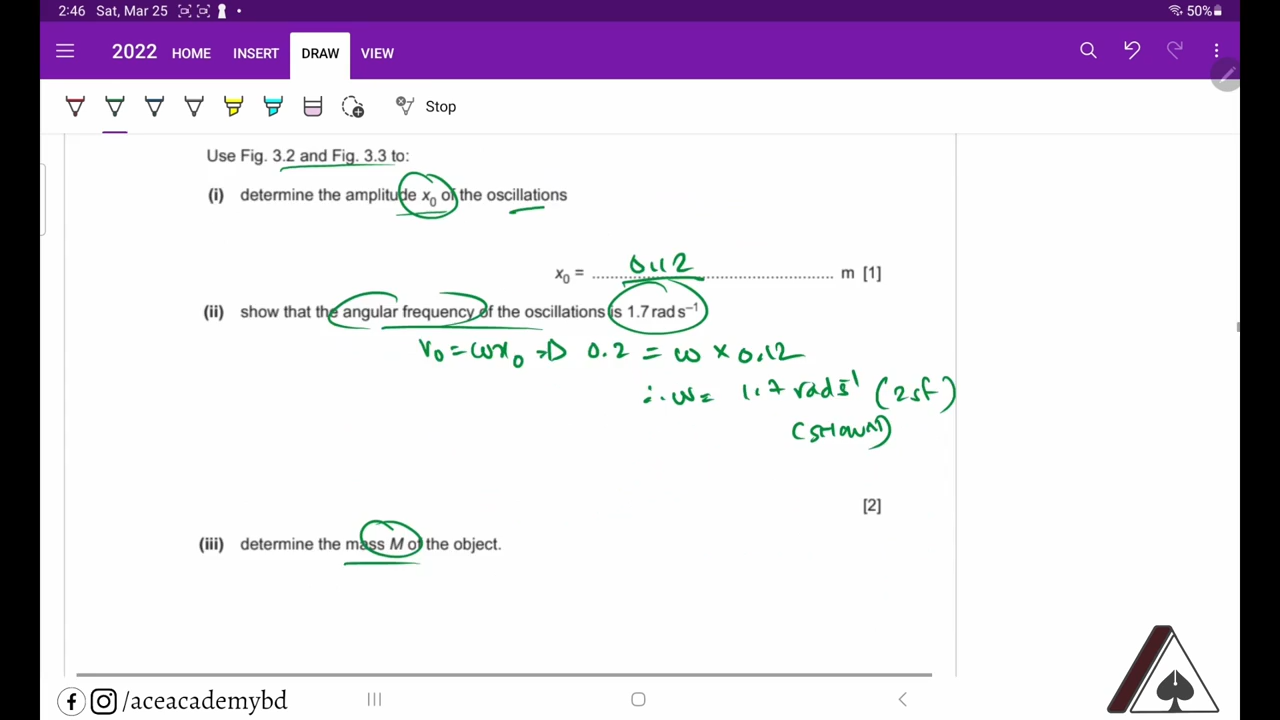 2:46 Sat, Mar 25
50%
2022 HOME INSERT DRAW VIEW
Stop
Use Fig. 3.2 and Fig. 3.3 to:
(i) determine the amplitude x₀ of the oscillations
x₀ = 0.12 m [1]
(ii) show that the angular frequency of the oscillations is 1.7 rad s⁻¹
v₀ = ωx₀ ⇒ 0.2 = ω × 0.12
∴ ω = 1.7 rad s⁻¹ (2sf)
(SHOWN)
[2]
(iii) determine the mass M of the object.
/aceacademybd